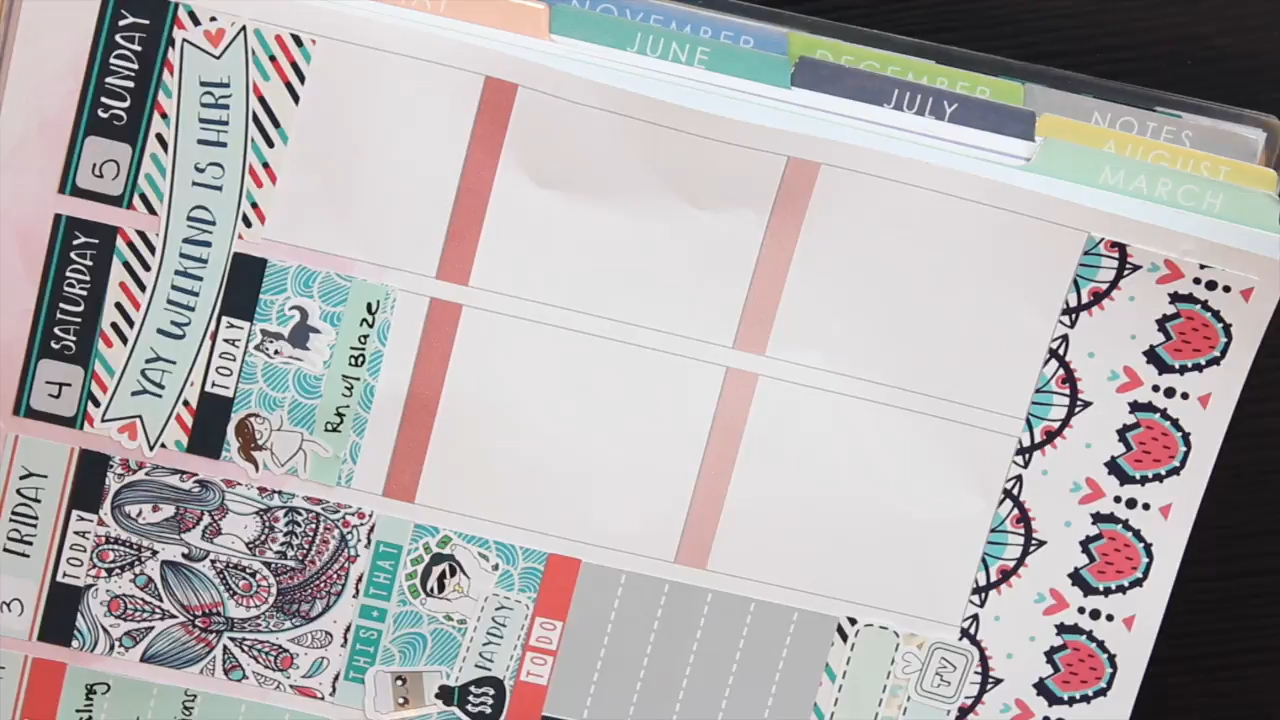 NOVEMBER
DECEMBER
NOTES
JUNE
JULY
AUGUST
MARCH
SUNDAY
5
YAY WEEKEND IS HERE
SATURDAY
4
TODAY
Run w/ Blaze
FRIDAY
3
TODAY
THIS + THAT
PAYDAY
$$$
TO DO
TV